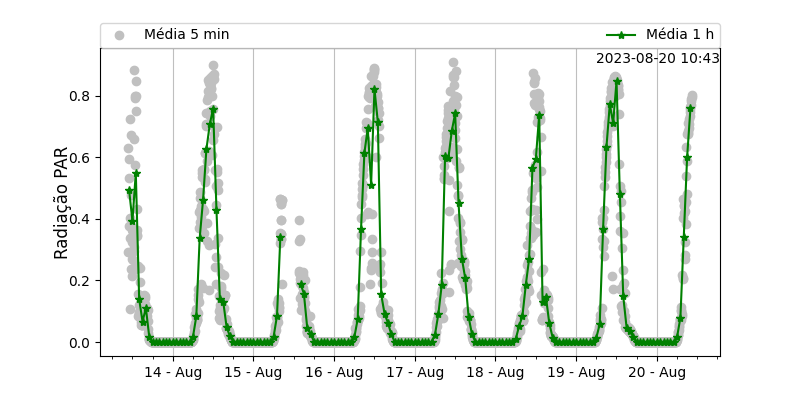 Média 5 min
Média 1 h
2023-08-20 10:43
Radiação PAR
0.8
0.6
0.4
0.2
0.0
14 - Aug
15 - Aug
16 - Aug
17 - Aug
18 - Aug
19 - Aug
20 - Aug